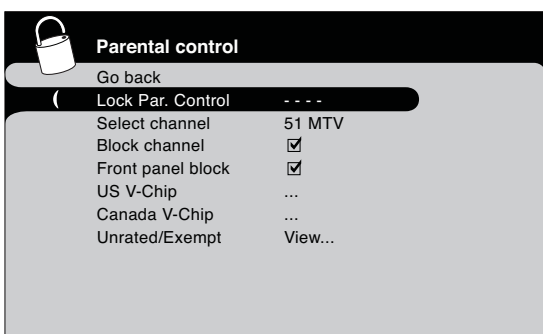 Parental control
Go back
Lock Par. Control - - - -
Select channel 51 MTV
Block channel ☑
Front panel block ☑
US V-Chip ...
Canada V-Chip ...
Unrated/Exempt View...